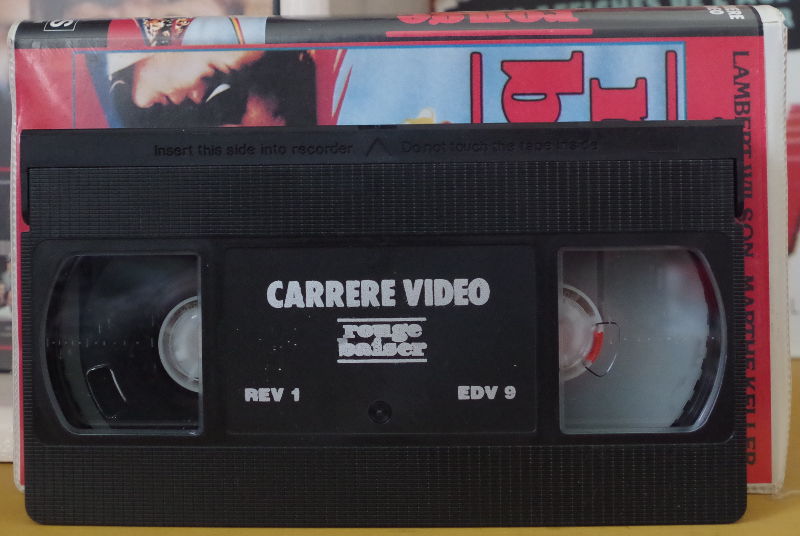 rouge
LAMBERT WILSON MARTHE KELLER
Insert this side into recorder
Do not touch the tape inside
CARRERE VIDEO
rouge
baiser
REV 1
EDV 9